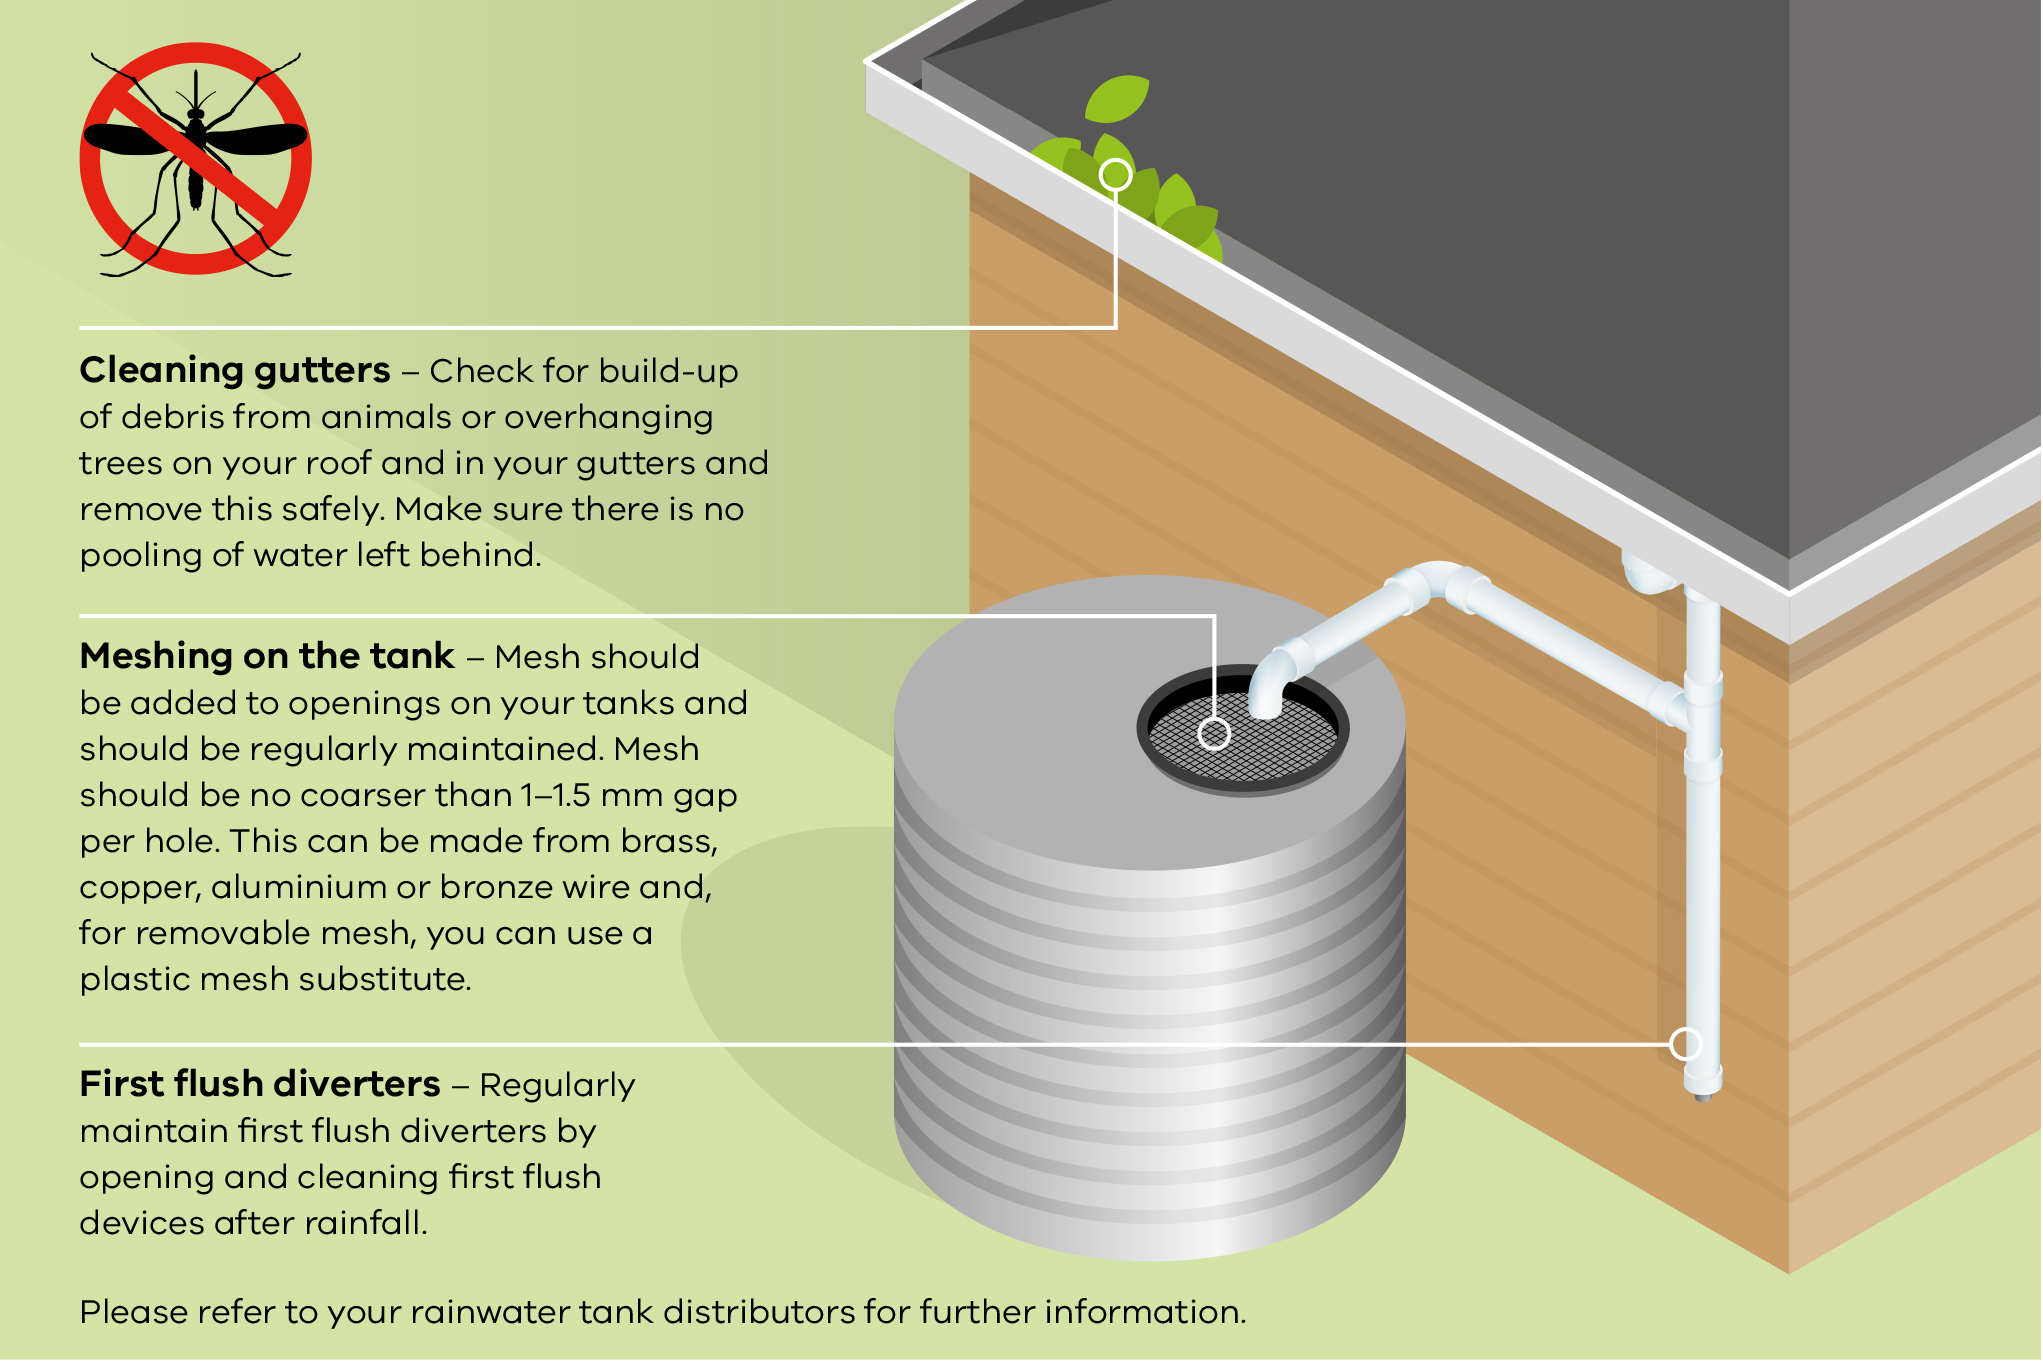 Cleaning gutters – Check for build-up
of debris from animals or overhanging
trees on your roof and in your gutters and
remove this safely. Make sure there is no
pooling of water left behind.
Meshing on the tank – Mesh should
be added to openings on your tanks and
should be regularly maintained. Mesh
should be no coarser than 1–1.5 mm gap
per hole. This can be made from brass,
copper, aluminium or bronze wire and,
for removable mesh, you can use a
plastic mesh substitute.
First flush diverters – Regularly
maintain first flush diverters by
opening and cleaning first flush
devices after rainfall.
Please refer to your rainwater tank distributors for further information.